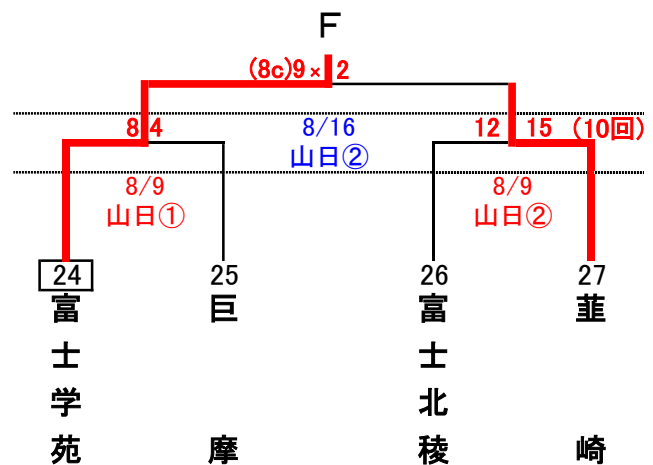 F
(8c)9× 2
8 4
8/16
12 15 (10回)
山日②
8/9
8/9
山日①
山日②
24 25 26 27
富士学苑
巨摩
富士北稜
韮崎